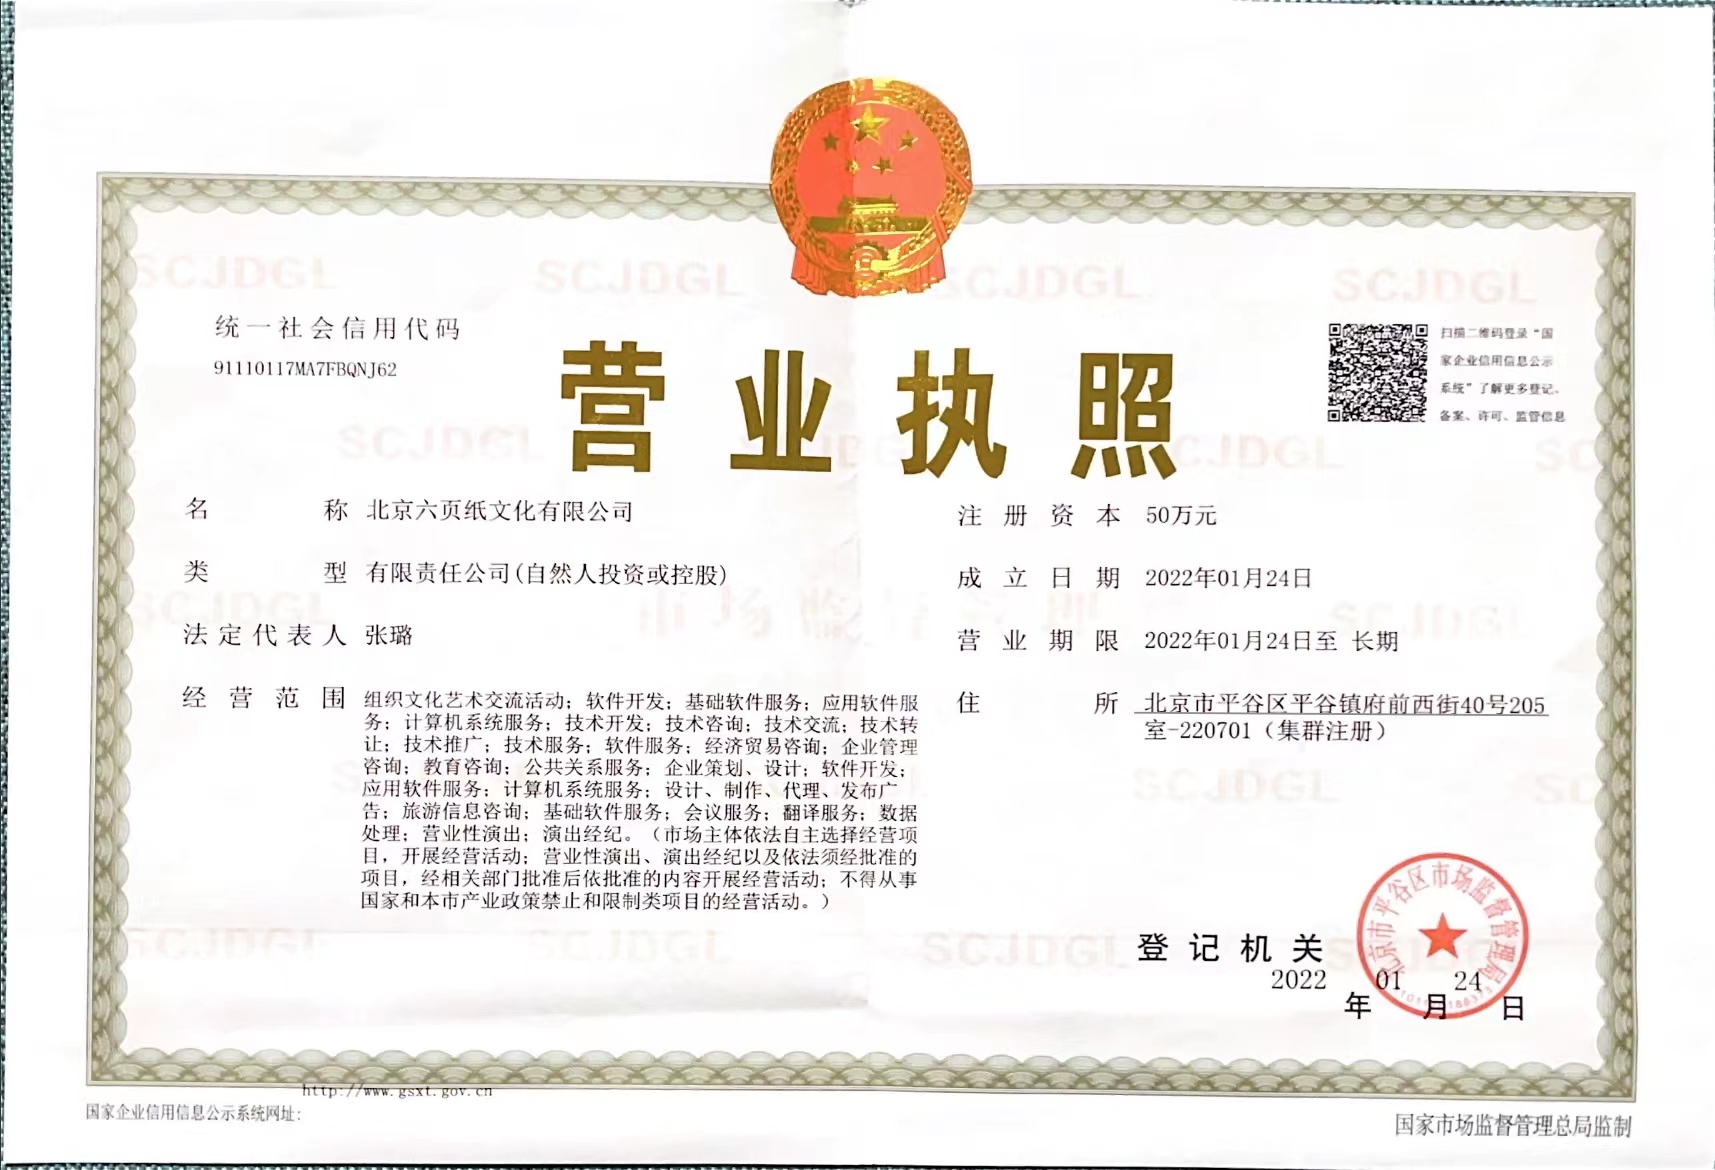 统一社会信用代码
91110117MA7FBQNJ62
营业执照
扫描二维码登录“国
家企业信用信息公示
系统”了解更多登记、
备案、许可、监管信息
名称 北京六页纸文化有限公司
类型 有限责任公司(自然人投资或控股)
法定代表人 张璐
经营范围 组织文化艺术交流活动；软件开发；基础软件服务；应用软件服
务；计算机系统服务；技术开发；技术咨询；技术交流；技术转
让；技术推广；技术服务；软件服务；经济贸易咨询；企业管理
咨询；教育咨询；公共关系服务；企业策划、设计；软件开发；
应用软件服务；计算机系统服务；设计、制作、代理、发布广
告；旅游信息咨询；基础软件服务；会议服务；翻译服务；数据
处理；营业性演出；演出经纪。（市场主体依法自主选择经营项
目，开展经营活动；营业性演出、演出经纪以及依法须经批准的
项目，经相关部门批准后依批准的内容开展经营活动；不得从事
国家和本市产业政策禁止和限制类项目的经营活动。）
注册资本 50万元
成立日期 2022年01月24日
营业期限 2022年01月24日至 长期
住所 北京市平谷区平谷镇府前西街40号205
室-220701（集群注册）
登记机关
北京市平谷区市场监督管理局
2022年01月24日
http://www.gsxt.gov.cn
国家企业信用信息公示系统网址：
国家市场监督管理总局监制
SCJDGL